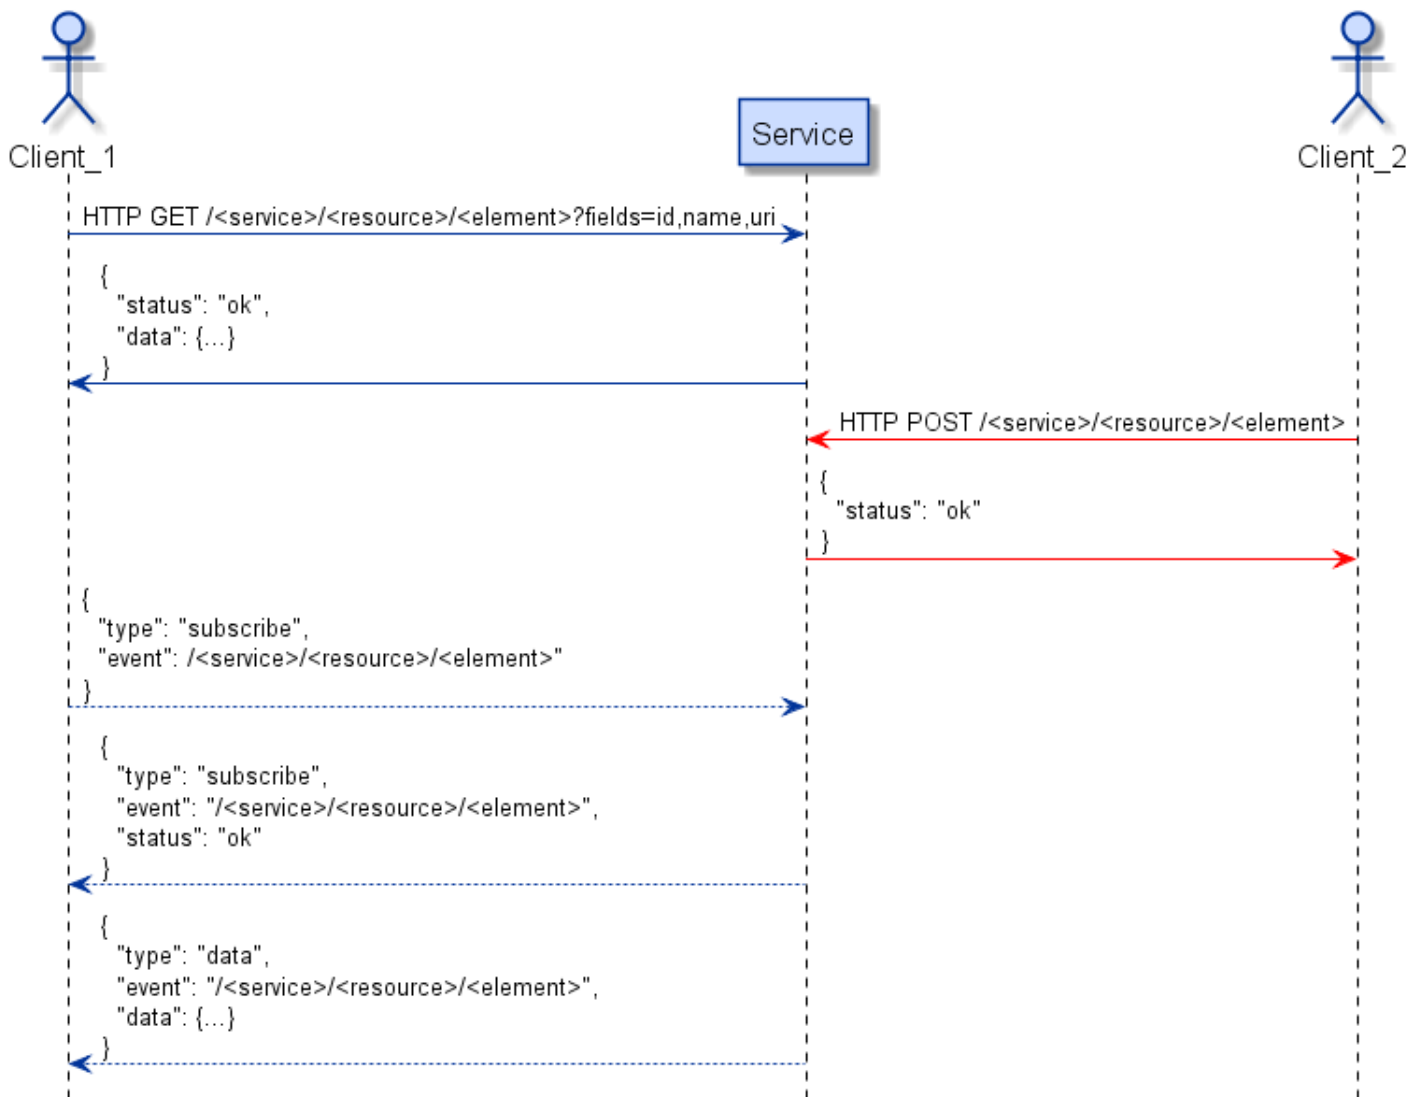 Client_1
Service
Client_2
HTTP GET /<service>/<resource>/<element>?fields=id,name,uri
{
"status": "ok",
"data": {...}
}
HTTP POST /<service>/<resource>/<element>
{
"status": "ok"
}
{
"type": "subscribe",
"event": /<service>/<resource>/<element>"
}
{
"type": "subscribe",
"event": "/<service>/<resource>/<element>",
"status": "ok"
}
{
"type": "data",
"event": "/<service>/<resource>/<element>",
"data": {...}
}